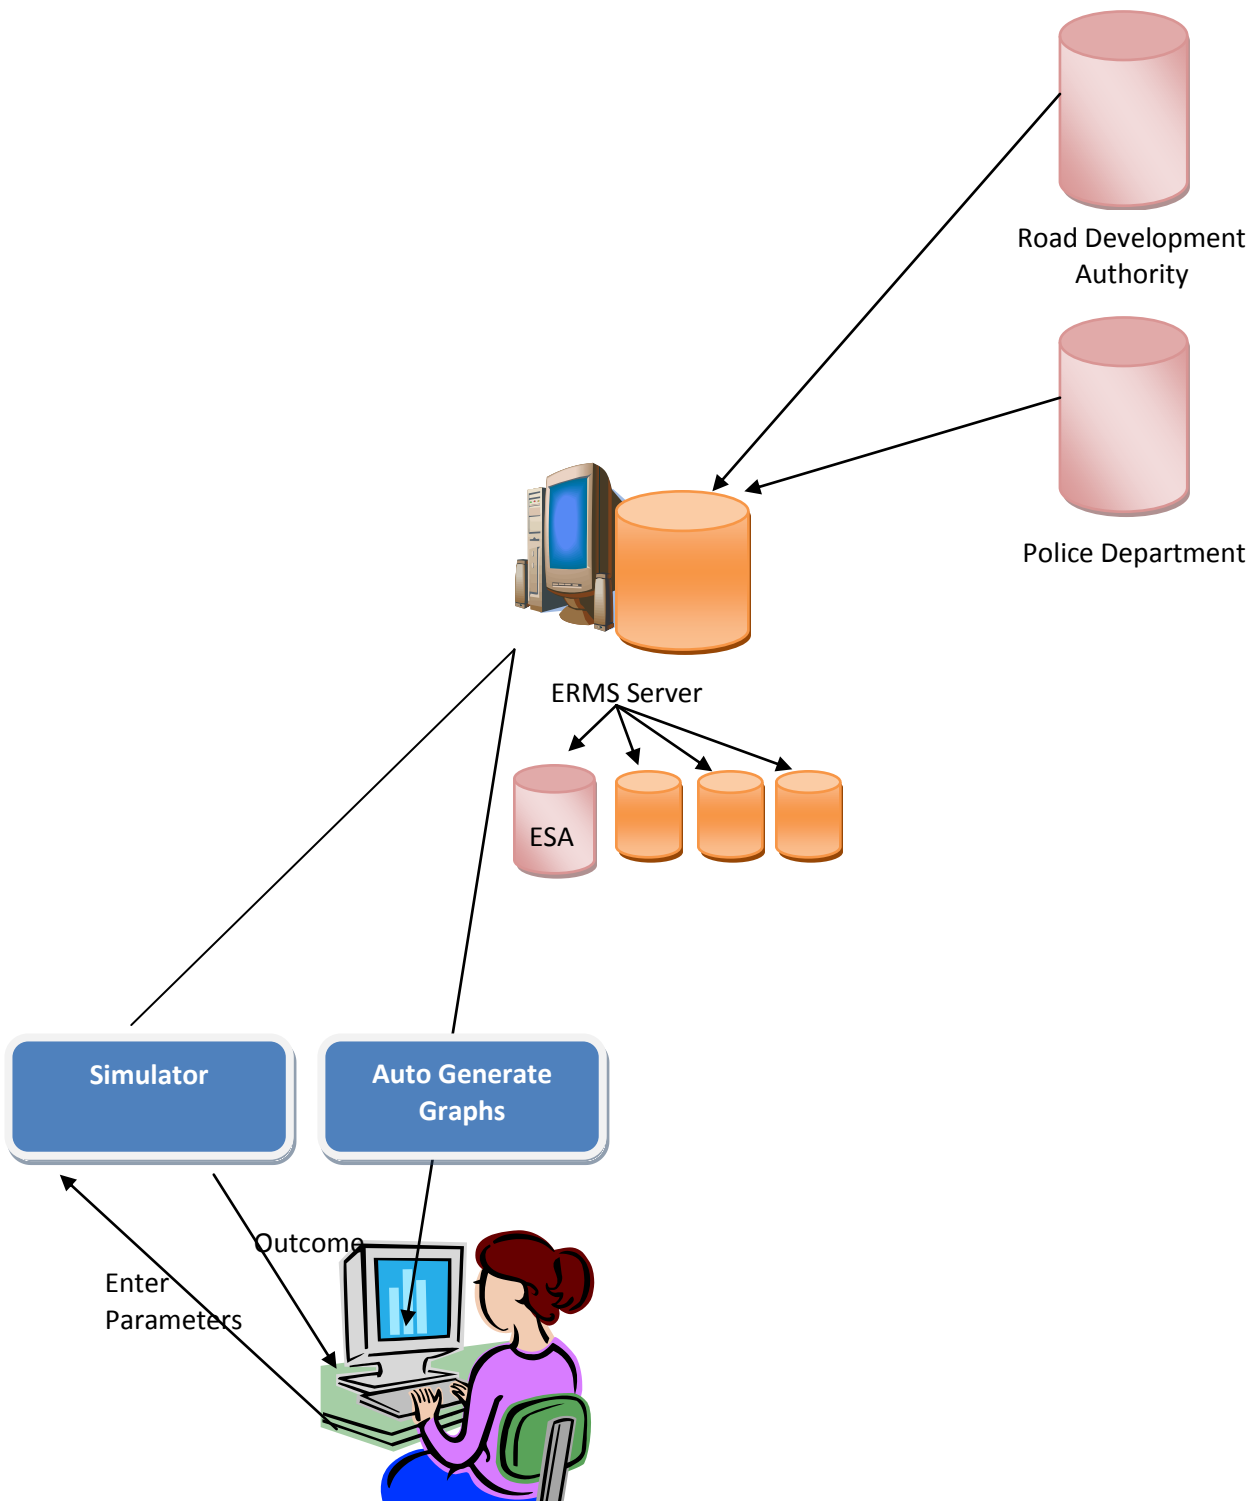 Road Development
Authority
Police Department
ERMS Server
ESA
Simulator
Auto Generate
Graphs
Outcome
Enter
Parameters